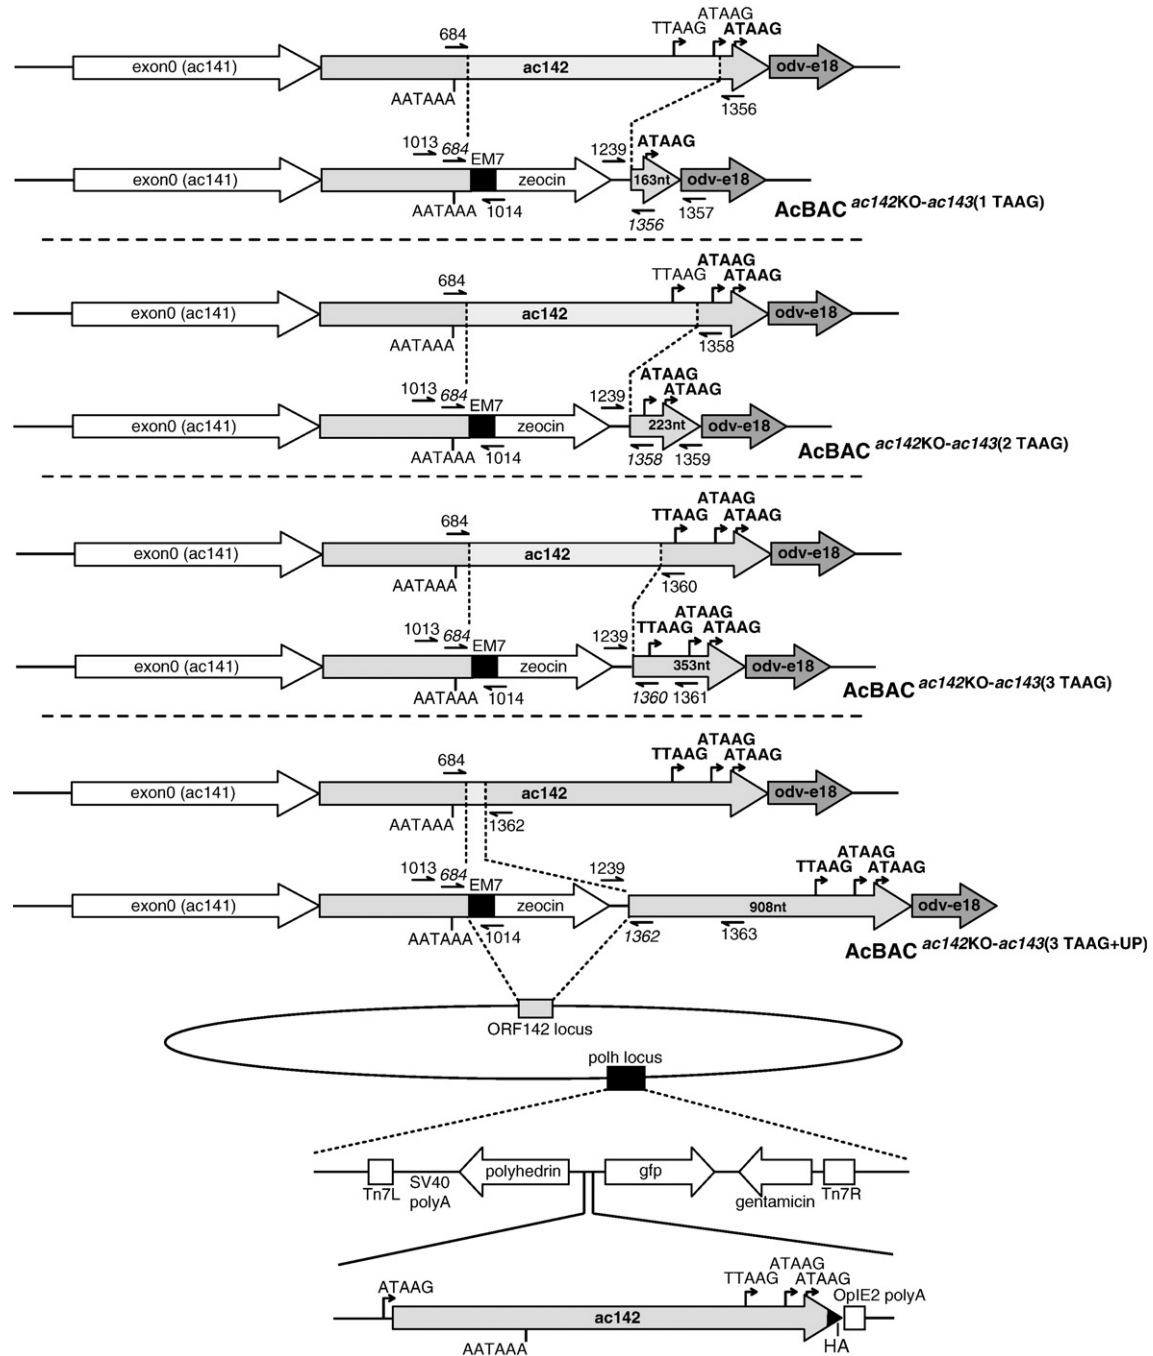 ATAAG
TTAAG ATAAG
684
exon0 (ac141) ac142 odv-e18
AATAAA 1356
1013 684 EM7 1239 ATAAG
exon0 (ac141) zeocin 163nt odv-e18
AATAAA 1014 1356 1357
AcBAC ac142KO-ac143(1 TAAG)
ATAAG
TTAAG ATAAG
684
exon0 (ac141) ac142 odv-e18
AATAAA 1358
ATAAG
1013 684 EM7 1239 ATAAG
exon0 (ac141) zeocin 223nt odv-e18
AATAAA 1014 1358 1359
AcBAC ac142KO-ac143(2 TAAG)
ATAAG
TTAAG ATAAG
684
exon0 (ac141) ac142 odv-e18
AATAAA 1360
ATAAG
1013 684 EM7 1239 TTAAG ATAAG
exon0 (ac141) zeocin 353nt odv-e18
AATAAA 1014 1360 1361
AcBAC ac142KO-ac143(3 TAAG)
ATAAG
TTAAG ATAAG
684
exon0 (ac141) ac142 odv-e18
AATAAA 1362
ATAAG
1013 684 EM7 1239 TTAAG ATAAG
exon0 (ac141) zeocin 908nt odv-e18
AATAAA 1014 1362 1363
AcBAC ac142KO-ac143(3 TAAG+UP)
ORF142 locus
polh locus
polyhedrin gfp
Tn7L SV40 polyA gentamicin Tn7R
ATAAG
ATAAG TTAAG ATAAG
OpIE2 polyA
ac142
AATAAA HA